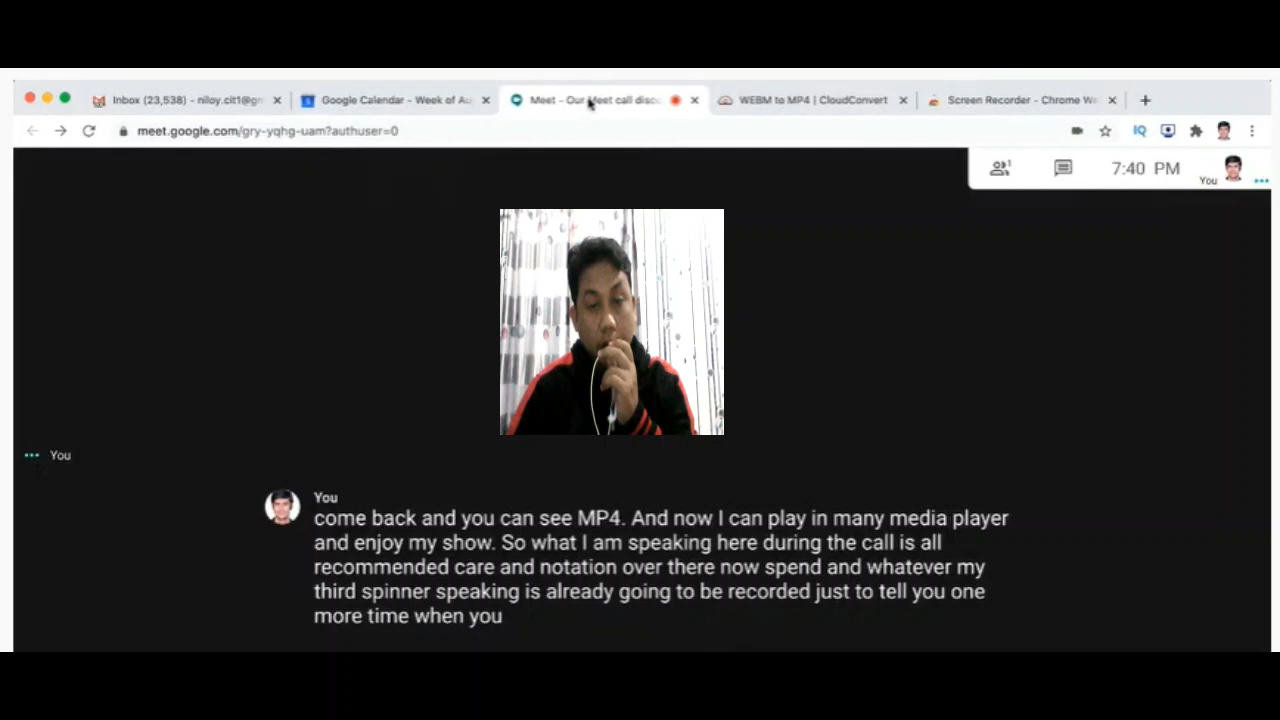 Inbox (23,538) - niloy.cit1@gm
Google Calendar - Week of Au
Meet - Our Meet call disco
WEBM to MP4 | CloudConvert
Screen Recorder - Chrome We
meet.google.com/gry-yqhg-uam?authuser=0
IQ
1
7:40 PM
You
You
You
come back and you can see MP4. And now I can play in many media player
and enjoy my show. So what I am speaking here during the call is all
recommended care and notation over there now spend and whatever my
third spinner speaking is already going to be recorded just to tell you one
more time when you